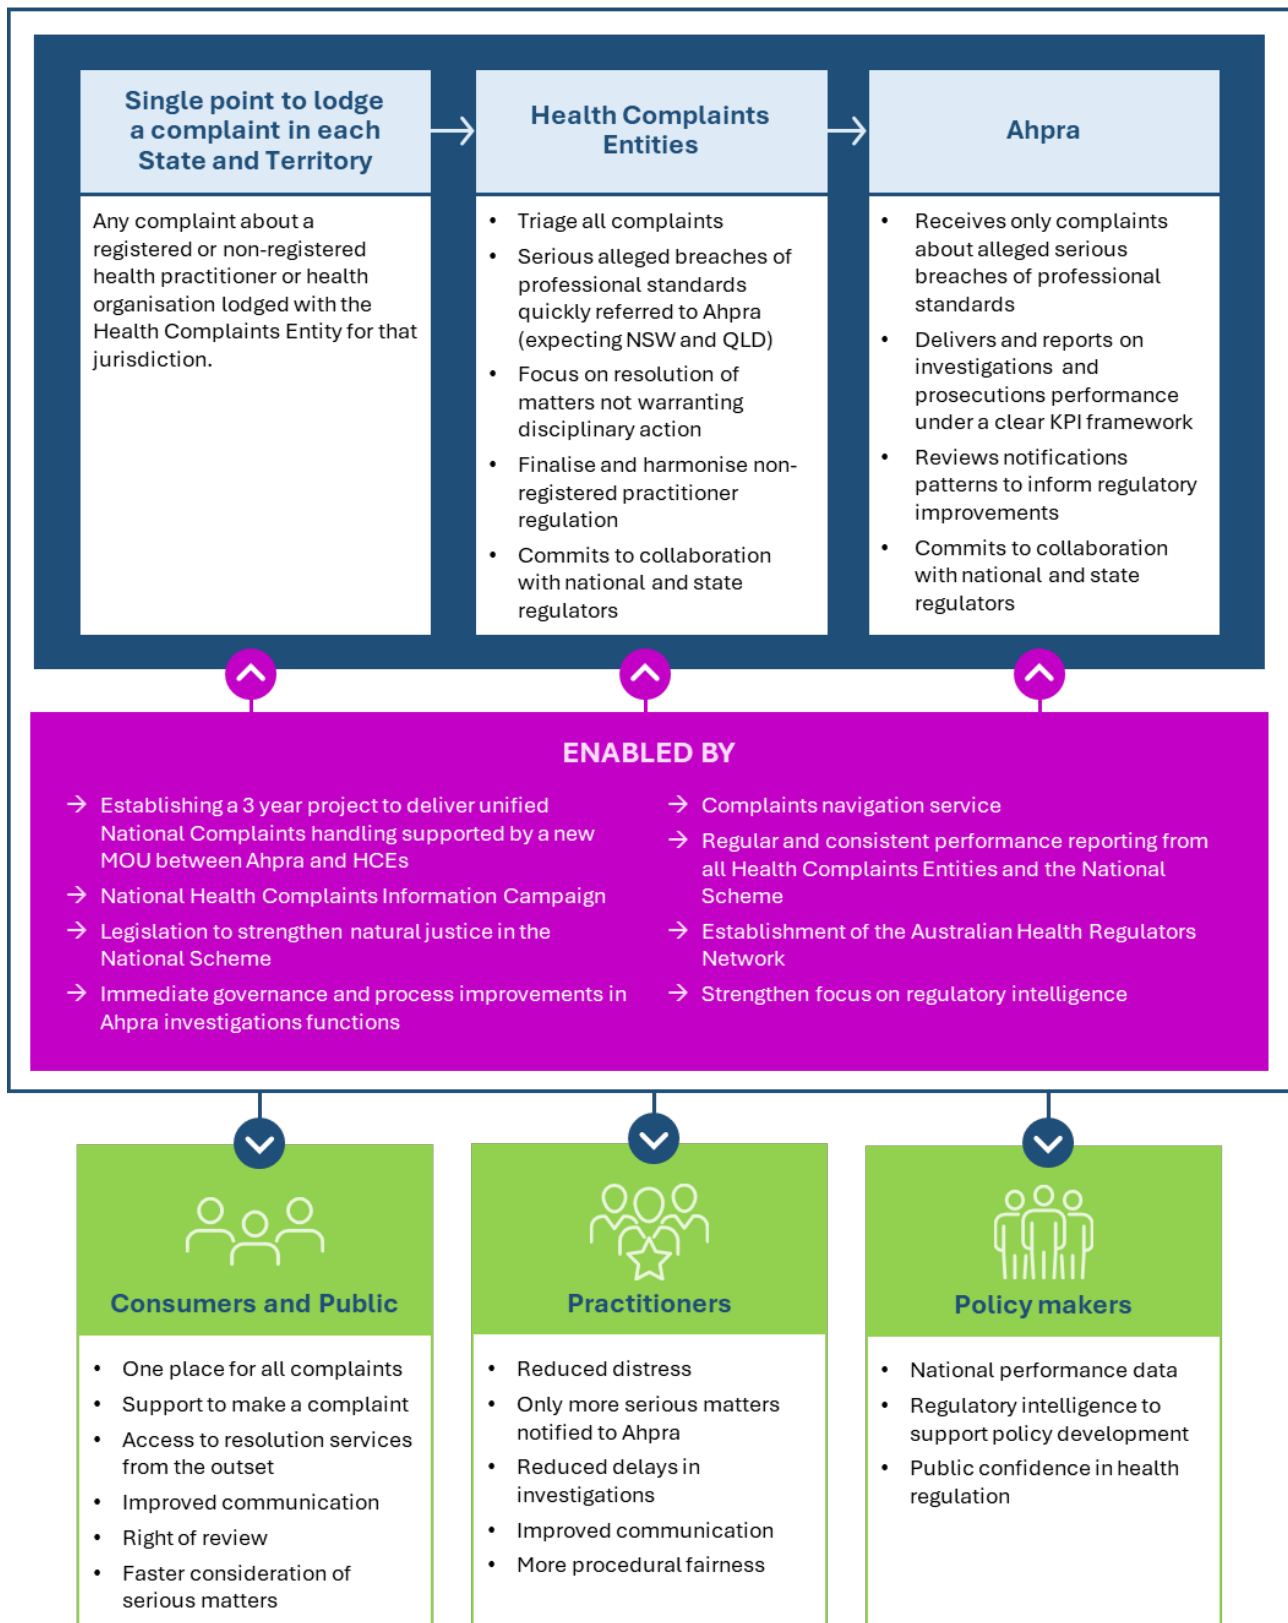 Single point to lodge
a complaint in each
State and Territory
Any complaint about a
registered or non-registered
health practitioner or health
organisation lodged with the
Health Complaints Entity for that
jurisdiction.
Health Complaints
Entities
• Triage all complaints
• Serious alleged breaches of
professional standards
quickly referred to Ahpra
(expecting NSW and QLD)
• Focus on resolution of
matters not warranting
disciplinary action
• Finalise and harmonise non-
registered practitioner
regulation
• Commits to collaboration
with national and state
regulators
Ahpra
• Receives only complaints
about alleged serious
breaches of professional
standards
• Delivers and reports on
investigations and
prosecutions performance
under a clear KPI framework
• Reviews notifications
patterns to inform regulatory
improvements
• Commits to collaboration
with national and state
regulators
ENABLED BY
→ Establishing a 3 year project to deliver unified
National Complaints handling supported by a new
MOU between Ahpra and HCEs
→ National Health Complaints Information Campaign
→ Legislation to strengthen natural justice in the
National Scheme
→ Immediate governance and process improvements in
Ahpra investigations functions
→ Complaints navigation service
→ Regular and consistent performance reporting from
all Health Complaints Entities and the National
Scheme
→ Establishment of the Australian Health Regulators
Network
→ Strengthen focus on regulatory intelligence
Consumers and Public
• One place for all complaints
• Support to make a complaint
• Access to resolution services
from the outset
• Improved communication
• Right of review
• Faster consideration of
serious matters
Practitioners
• Reduced distress
• Only more serious matters
notified to Ahpra
• Reduced delays in
investigations
• Improved communication
• More procedural fairness
Policy makers
• National performance data
• Regulatory intelligence to
support policy development
• Public confidence in health
regulation